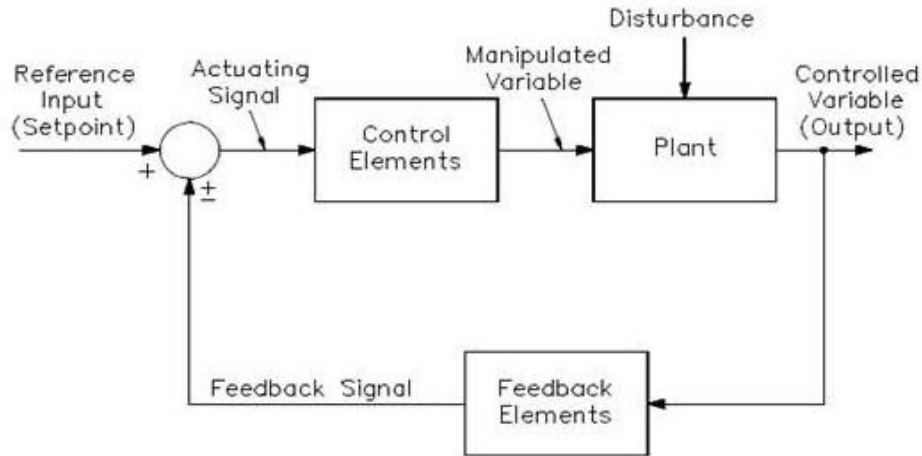 Disturbance
Reference
Input
(Setpoint)
Actuating
Signal
Manipulated
Variable
Controlled
Variable
(Output)
Control
Elements
Plant
+
±
Feedback Signal
Feedback
Elements